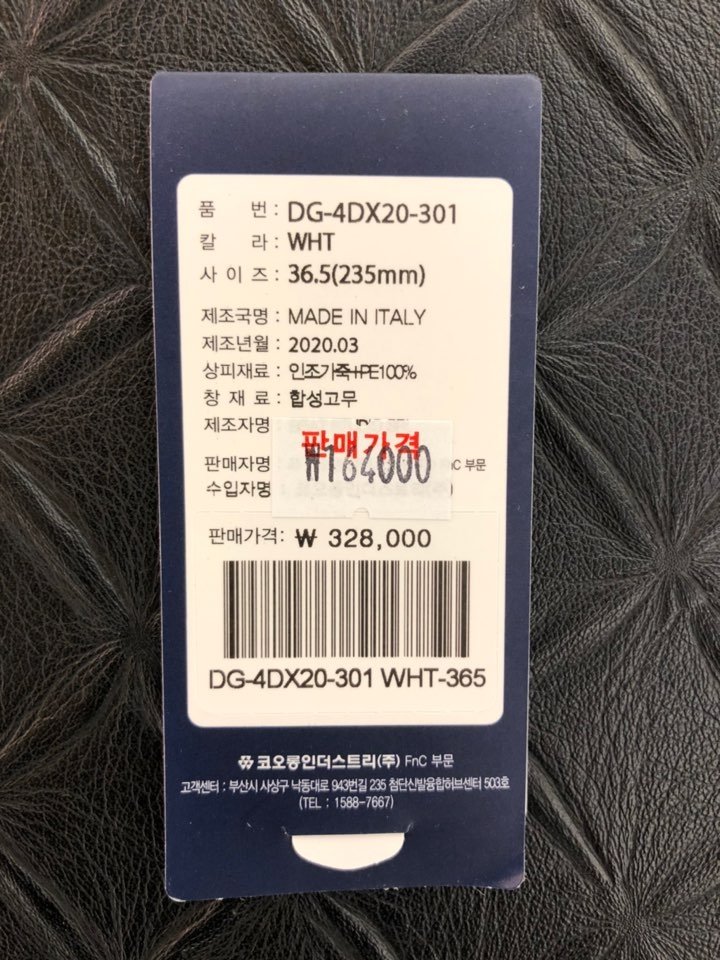 품 번 : DG-4DX20-301
칼 라 : WHT
사 이 즈 : 36.5(235mm)
제조국명 : MADE IN ITALY
제조년월 : 2020.03
상피재료 : 인조가죽+PE100%
창 재 료 : 합성고무
제조자명
판매가격
₩164000
판매자명 FnC 부문
수입자명
판매가격: ₩ 328,000
DG-4DX20-301 WHT-365
코오롱인더스트리(주) FnC 부문
고객센터 : 부산시 사상구 낙동대로 943번길 235 첨단신발융합허브센터 503호
(TEL : 1588-7667)